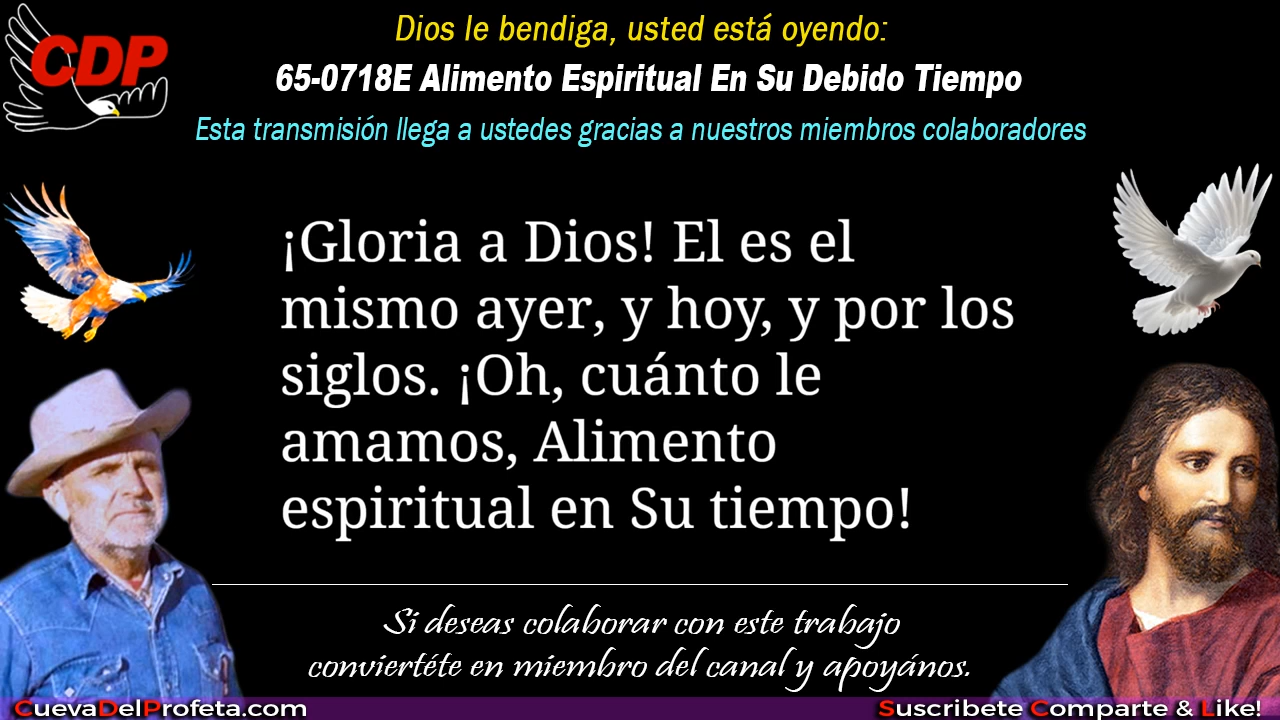 CDP
Dios le bendiga, usted está oyendo:
65-0718E Alimento Espiritual En Su Debido Tiempo
Esta transmisión llega a ustedes gracias a nuestros miembros colaboradores
¡Gloria a Dios! El es el
mismo ayer, y hoy, y por los
siglos. ¡Oh, cuánto le
amamos, Alimento
espiritual en Su tiempo!
Si deseas colaborar con este trabajo
conviertéte en miembro del canal y apoyános.
CuevaDelProfeta.com
Suscribete Comparte & Like!